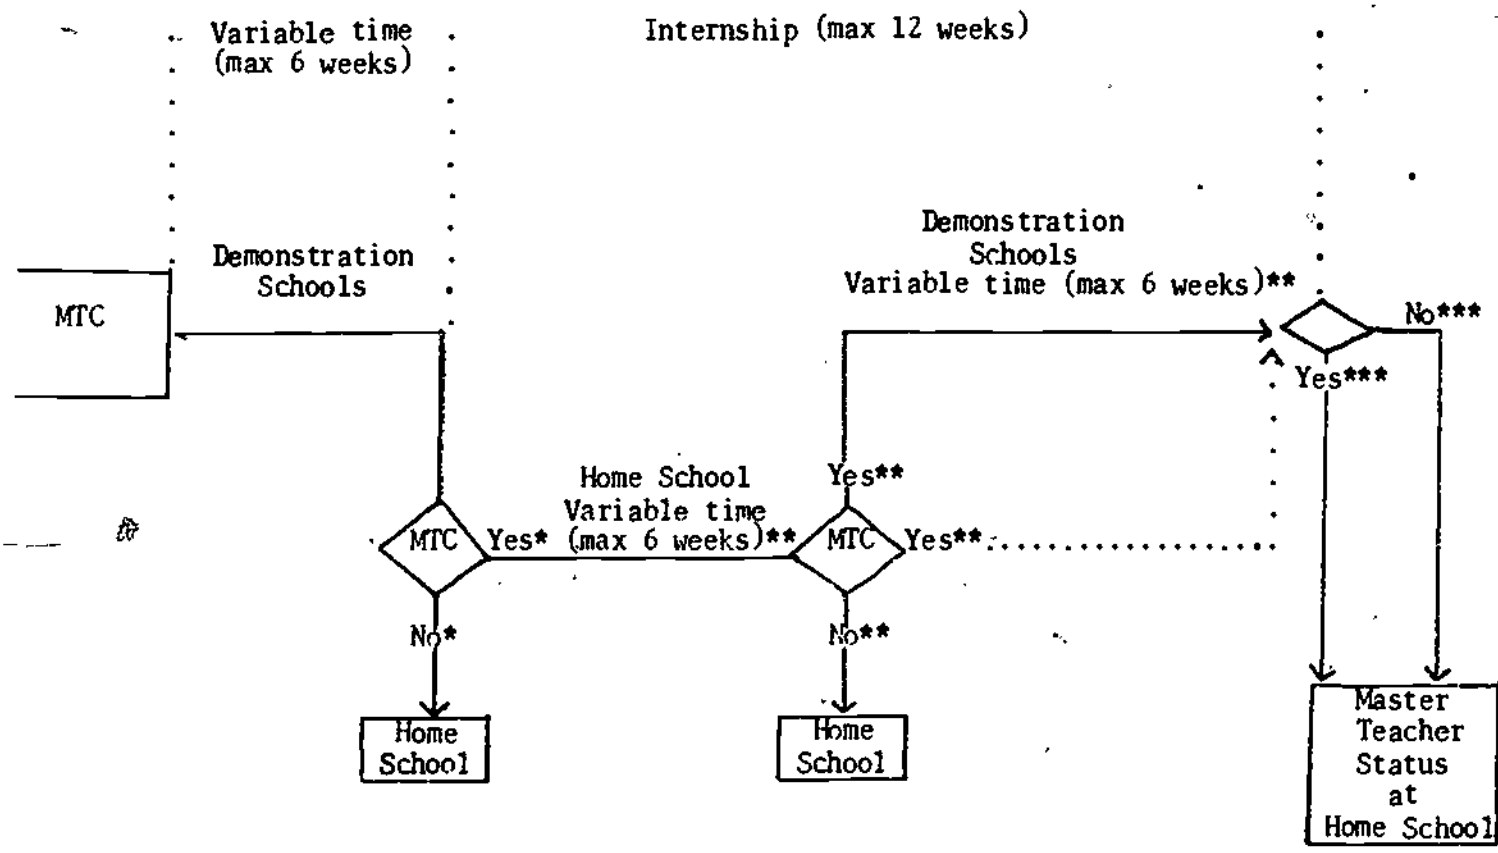 Variable time
(max 6 weeks)
Internship (max 12 weeks)
Demonstration
Schools
Demonstration
Schools
Variable time (max 6 weeks)**
MTC
No***
Yes***
Home School
Variable time
(max 6 weeks)**
Yes**
MTC
Yes*
MTC
Yes**
No*
No**
Home
School
Home
School
Master
Teacher
Status
at
Home School